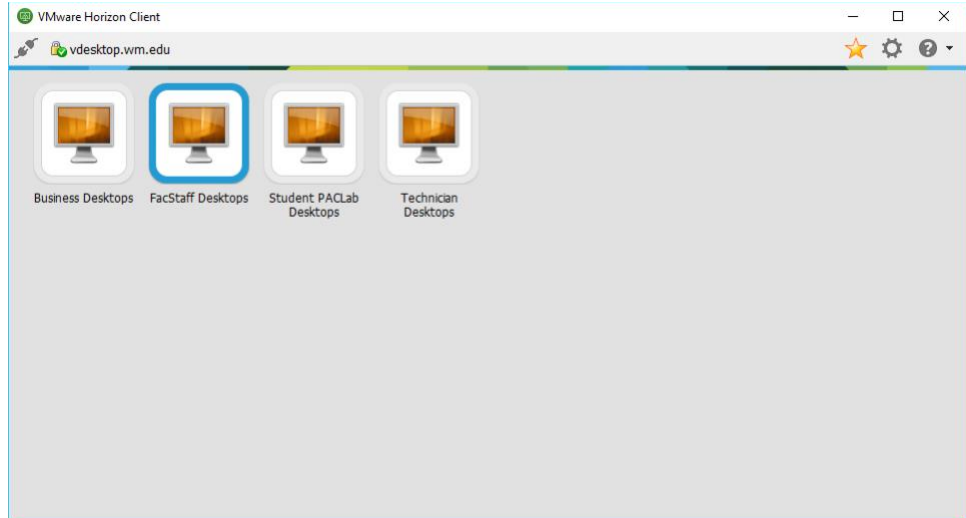 VMware Horizon Client
vdesktop.wm.edu
Business Desktops
FacStaff Desktops
Student PACLab
Desktops
Technician
Desktops